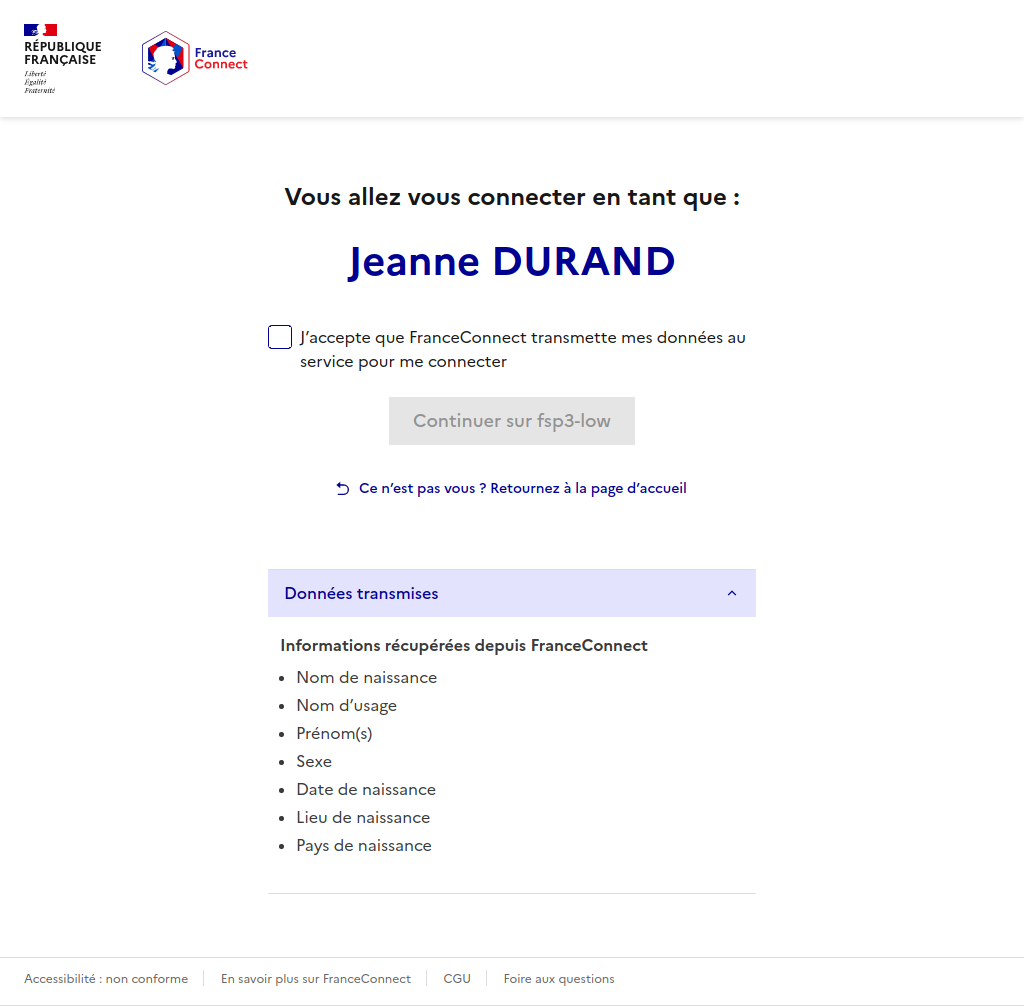 RÉPUBLIQUE
FRANÇAISE
Liberté
Égalité
Fraternité
France
Connect
Vous allez vous connecter en tant que :
Jeanne DURAND
J’accepte que FranceConnect transmette mes données au
service pour me connecter
Continuer sur fsp3-low
Ce n’est pas vous ? Retournez à la page d’accueil
Données transmises
Informations récupérées depuis FranceConnect
Nom de naissance
Nom d’usage
Prénom(s)
Sexe
Date de naissance
Lieu de naissance
Pays de naissance
Accessibilité : non conforme
En savoir plus sur FranceConnect
CGU
Foire aux questions